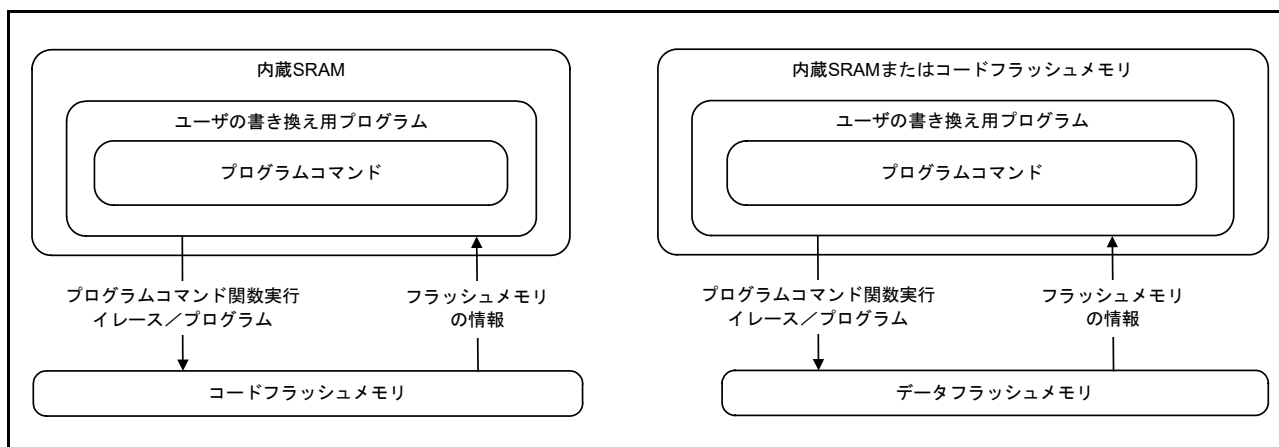 内蔵SRAM
ユーザの書き換え用プログラム
プログラムコマンド
プログラムコマンド関数実行
イレース／プログラム
フラッシュメモリ
の情報
コードフラッシュメモリ
内蔵SRAMまたはコードフラッシュメモリ
ユーザの書き換え用プログラム
プログラムコマンド
プログラムコマンド関数実行
イレース／プログラム
フラッシュメモリ
の情報
データフラッシュメモリ